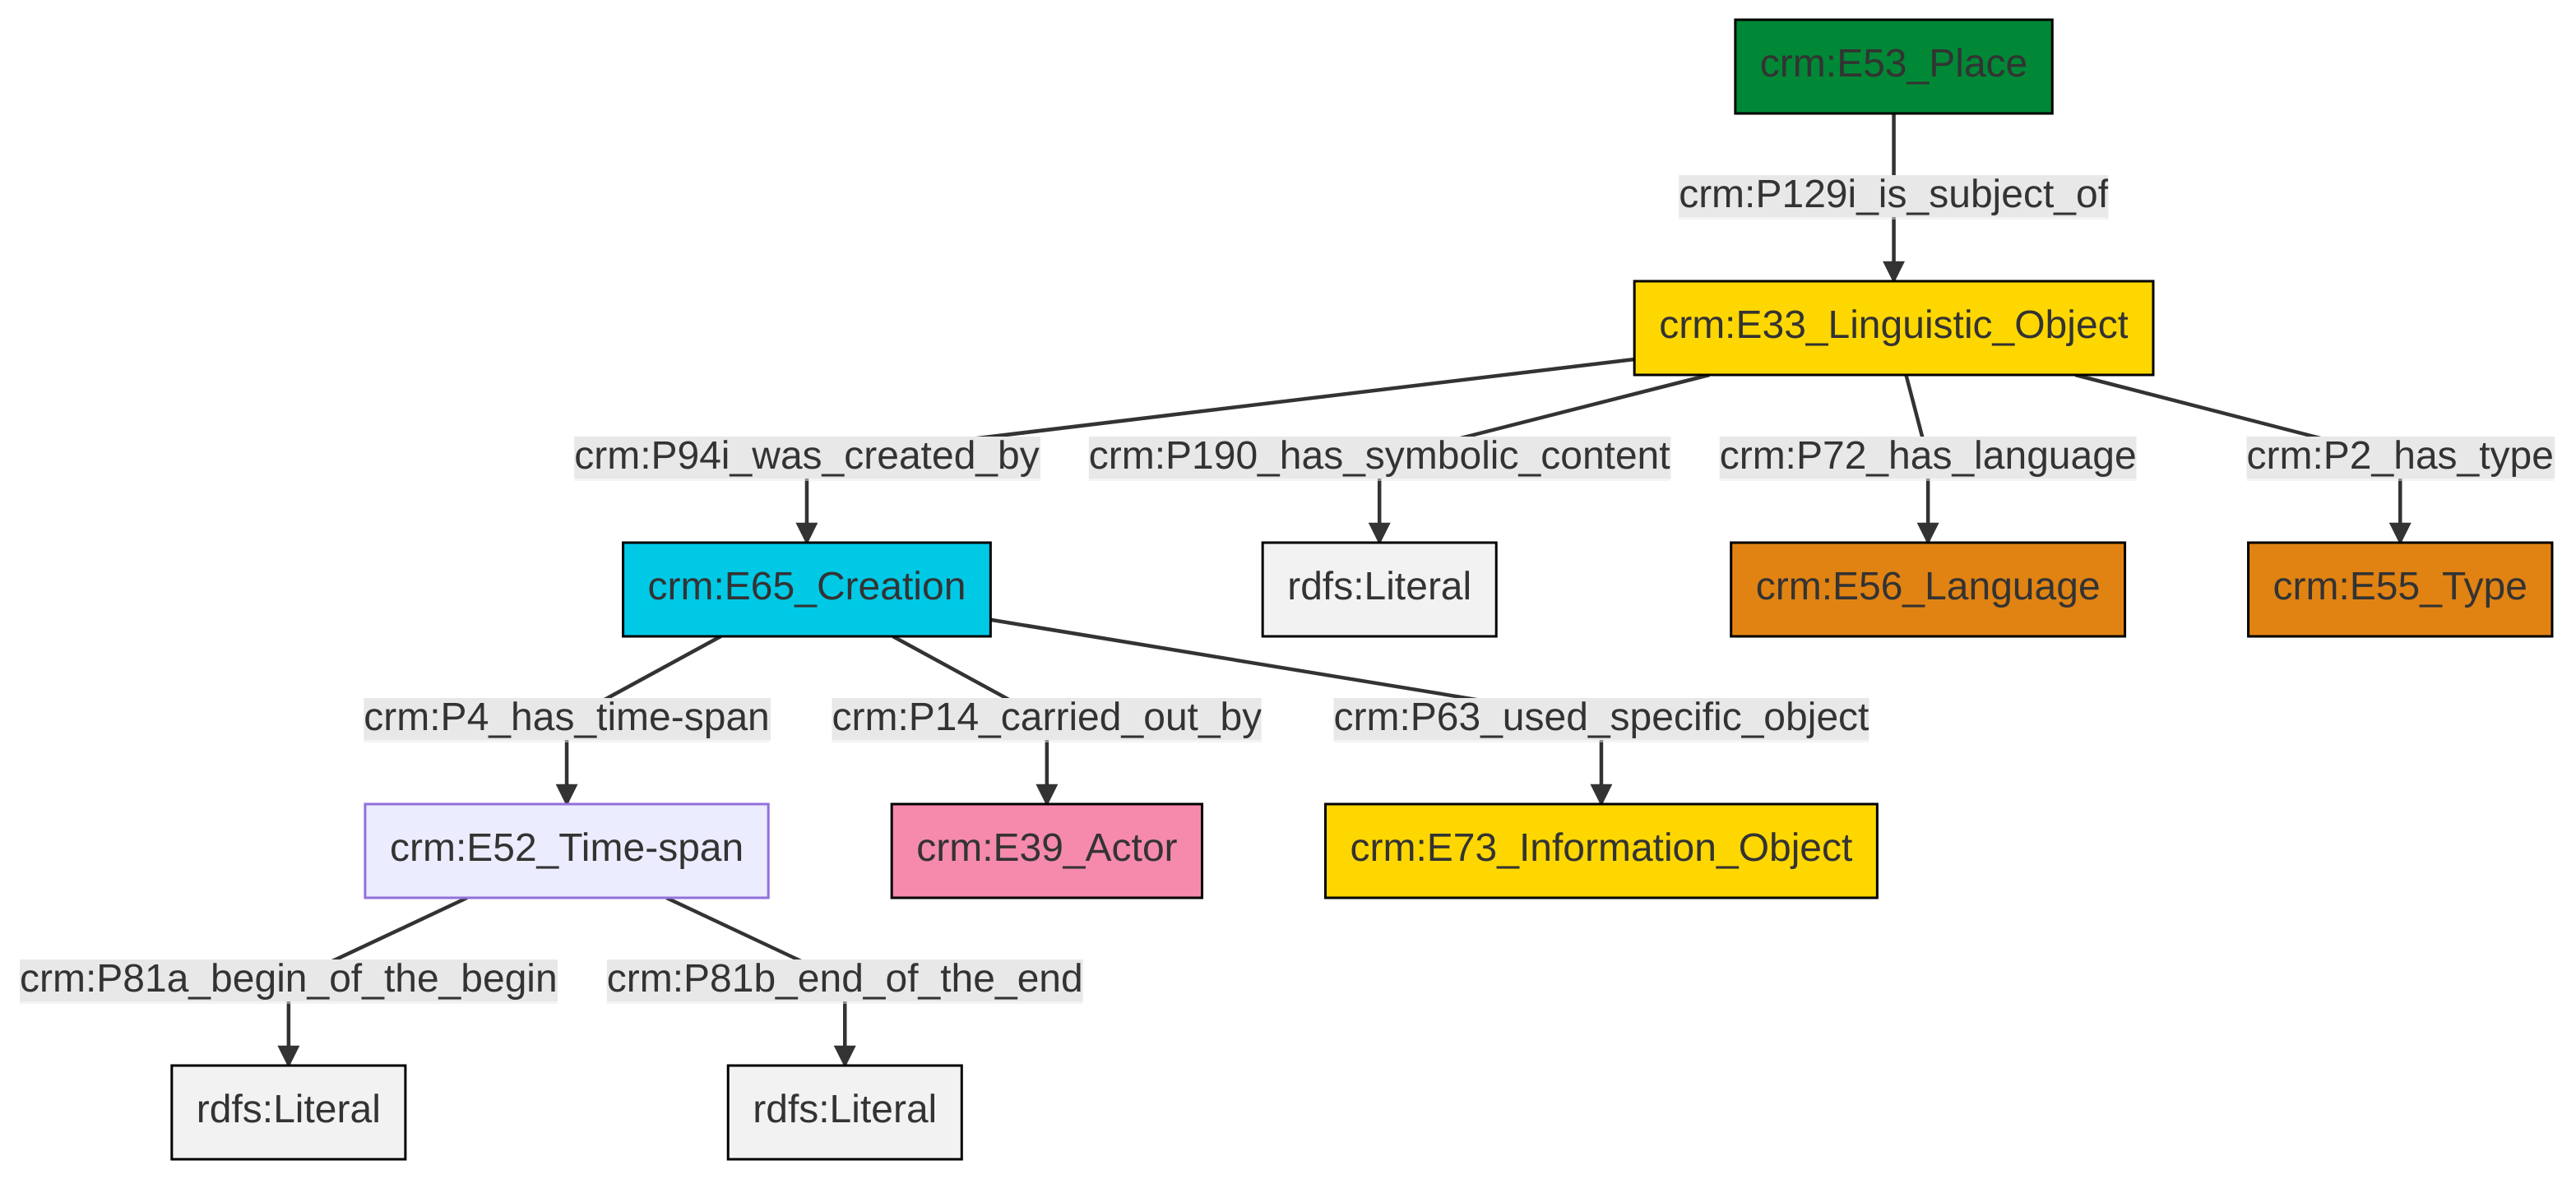 crm:E53_Place
crm:P129i_is_subject_of
crm:E33_Linguistic_Object
crm:P94i_was_created_by
crm:P190_has_symbolic_content
crm:P72_has_language
crm:P2_has_type
crm:E65_Creation
rdfs:Literal
crm:E56_Language
crm:E55_Type
crm:P4_has_time-span
crm:P14_carried_out_by
crm:P63_used_specific_object
crm:E52_Time-span
crm:E39_Actor
crm:E73_Information_Object
crm:P81a_begin_of_the_begin
crm:P81b_end_of_the_end
rdfs:Literal
rdfs:Literal